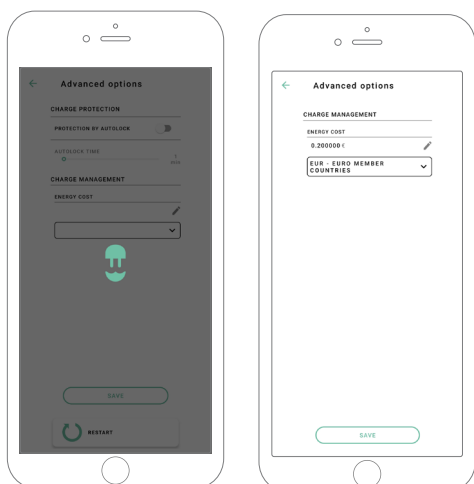 Advanced options
CHARGE PROTECTION
PROTECTION BY AUTOLOCK
AUTOLOCK TIME
CHARGE MANAGEMENT
ENERGY COST
SAVE
RESTART
Advanced options
CHARGE MANAGEMENT
ENERGY COST
0.200000 €
EUR - EURO MEMBER
COUNTRIES
SAVE